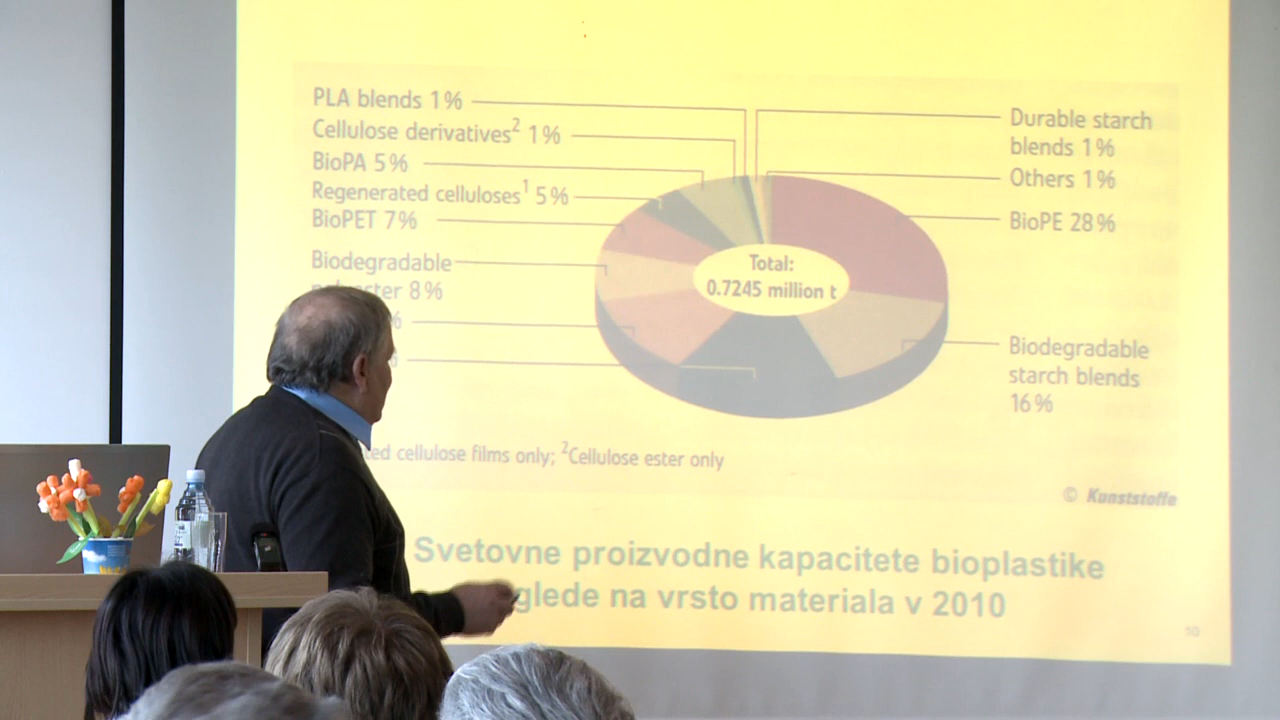 PLA blends 1%
Cellulose derivatives² 1%
BioPA 5%
Regenerated celluloses¹ 5%
BioPET 7%
Biodegradable
8%
%
Durable starch
blends 1%
Others 1%
BioPE 28%
Biodegradable
starch blends
16%
Total:
0.7245 million t
cellulose films only; ²Cellulose ester only
© Kunststoffe
Svetovne proizvodne kapacitete bioplastike
na vrsto materiala v 2010
10